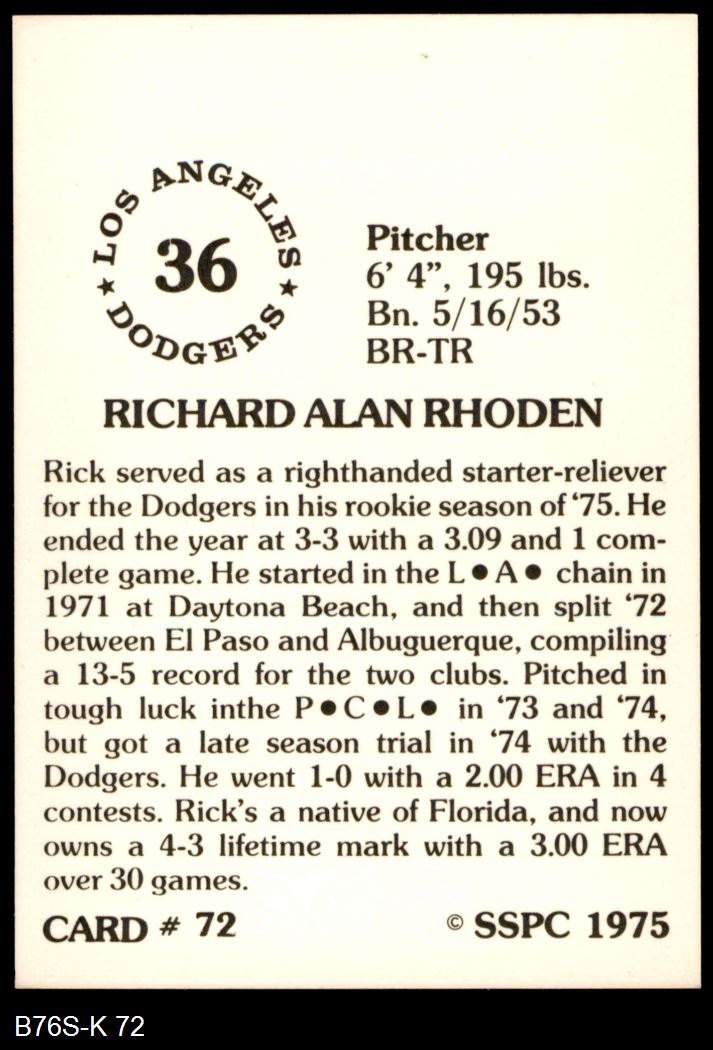 LOS ANGELES
36
★ DODGERS ★
Pitcher
6’ 4”, 195 lbs.
Bn. 5/16/53
BR-TR
RICHARD ALAN RHODEN
Rick served as a righthanded starter-reliever
for the Dodgers in his rookie season of ‘75. He
ended the year at 3-3 with a 3.09 and 1 com-
plete game. He started in the L●A● chain in
1971 at Daytona Beach, and then split ‘72
between El Paso and Albuguerque, compiling
a 13-5 record for the two clubs. Pitched in
tough luck inthe P●C●L● in ‘73 and ‘74,
but got a late season trial in ‘74 with the
Dodgers. He went 1-0 with a 2.00 ERA in 4
contests. Rick’s a native of Florida, and now
owns a 4-3 lifetime mark with a 3.00 ERA
over 30 games.
CARD # 72
© SSPC 1975
B76S-K 72